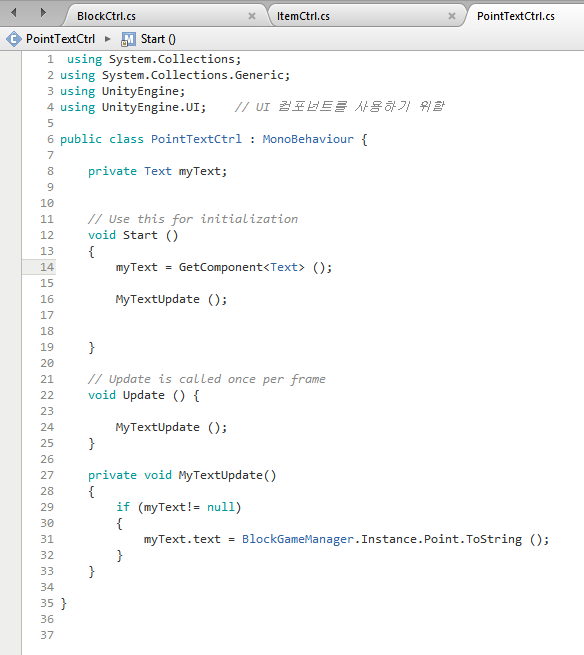 BlockCtrl.cs × ItemCtrl.cs × PointTextCtrl.cs
PointTextCtrl ▶ M Start ()
1 using System.Collections;
2 using System.Collections.Generic;
3 using UnityEngine;
4 using UnityEngine.UI; // UI 컴포넌트를 사용하기 위함
5
6 public class PointTextCtrl : MonoBehaviour {
7
8 private Text myText;
9
10
11 // Use this for initialization
12 void Start ()
13 {
14 myText = GetComponent<Text> ();
15
16 MyTextUpdate ();
17
18
19 }
20
21 // Update is called once per frame
22 void Update () {
23
24 MyTextUpdate ();
25 }
26
27 private void MyTextUpdate()
28 {
29 if (myText!= null)
30 {
31 myText.text = BlockGameManager.Instance.Point.ToString ();
32 }
33 }
34
35 }
36
37